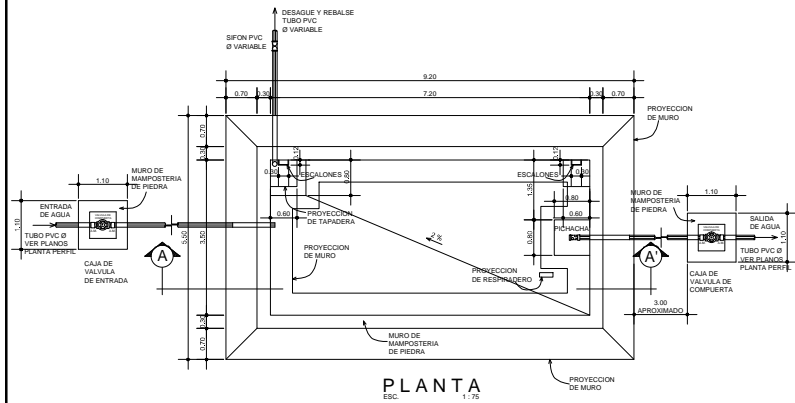 DESAGUE Y REBALSE
TUBO PVC
Ø VARIABLE
SIFON PVC
Ø VARIABLE
9.20
0.70
0.30
7.20
0.30
0.70
PROYECCION
DE MURO
0.70
0.30
5.50
3.50
0.30
0.70
1.10
MURO DE
MAMPOSTERIA
DE PIEDRA
ENTRADA
DE AGUA
1.10
TUBO PVC Ø
VER PLANOS
PLANTA PERFIL
CAJA DE
VALVULA
DE ENTRADA
A
0.12
ESCALONES
0.30
0.60
0.60
PROYECCION
DE TAPADERA
PROYECCION
DE MURO
2%
0.12
ESCALONES
0.30
1.35
0.80
0.60
0.80
PICHACHA
PROYECCION
DE RESPIRADERO
MURO DE
MAMPOSTERIA
DE PIEDRA
1.10
SALIDA
DE AGUA
1.10
TUBO PVC Ø
VER PLANOS
PLANTA PERFIL
A'
CAJA DE
VALVULA DE
COMPUERTA
3.00
APROXIMADO
MURO DE
MAMPOSTERIA
DE PIEDRA
PROYECCION
DE MURO
PLANTA
ESC. 1 : 75